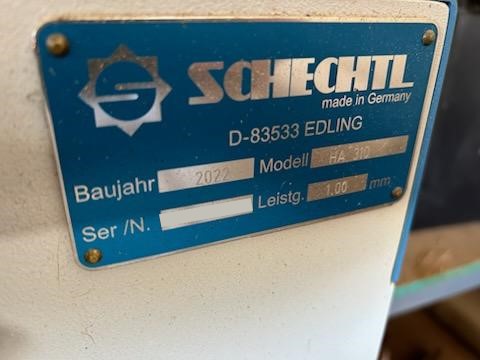 SCHECHTL
made in Germany
D-83533 EDLING
Baujahr 2022 Modell HA 310
Ser /N. Leistg. 1.00 mm